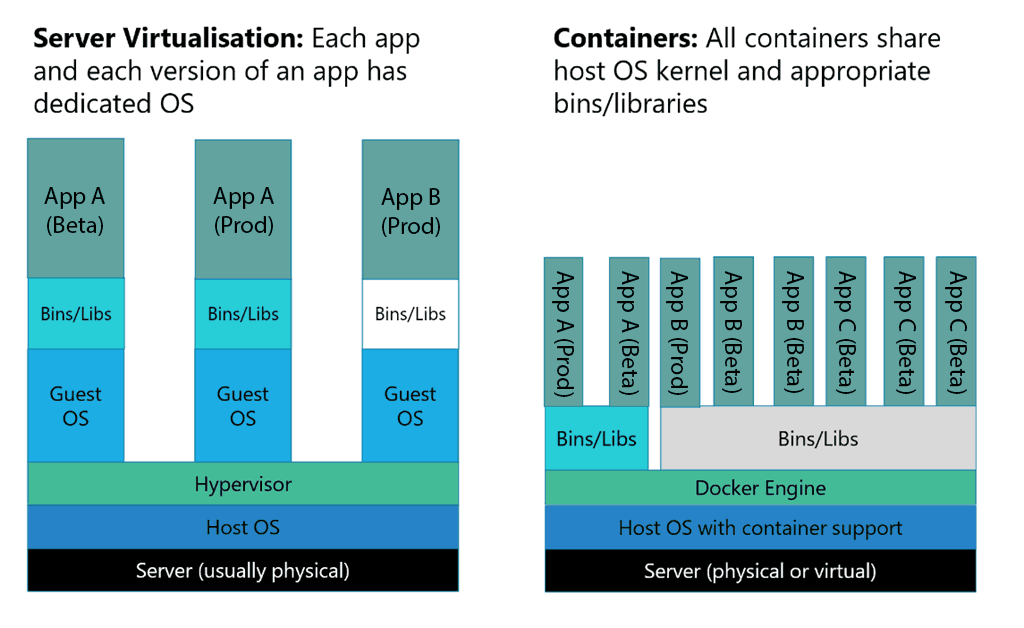 Server Virtualisation: Each app
and each version of an app has
dedicated OS
App A
(Beta)
App A
(Prod)
App B
(Prod)
Bins/Libs
Bins/Libs
Bins/Libs
Guest
OS
Guest
OS
Guest
OS
Hypervisor
Host OS
Server (usually physical)
Containers: All containers share
host OS kernel and appropriate
bins/libraries
App A (Prod)
App A (Beta)
App B (Prod)
App B (Beta)
App B (Beta)
App C (Beta)
App C (Beta)
App C (Beta)
Bins/Libs
Bins/Libs
Docker Engine
Host OS with container support
Server (physical or virtual)